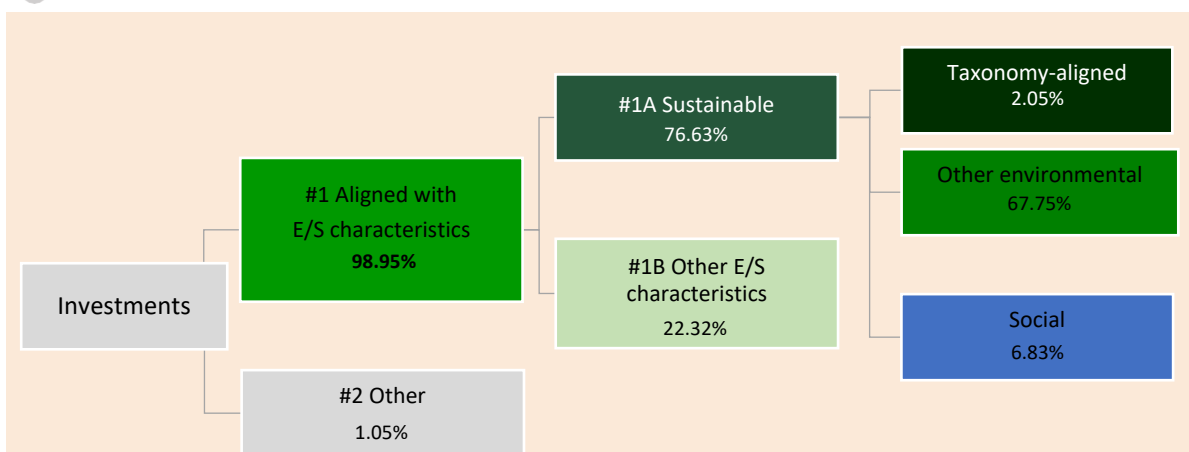 Investments
#1 Aligned with
E/S characteristics
98.95%
#2 Other
1.05%
#1A Sustainable
76.63%
#1B Other E/S
characteristics
22.32%
Taxonomy-aligned
2.05%
Other environmental
67.75%
Social
6.83%